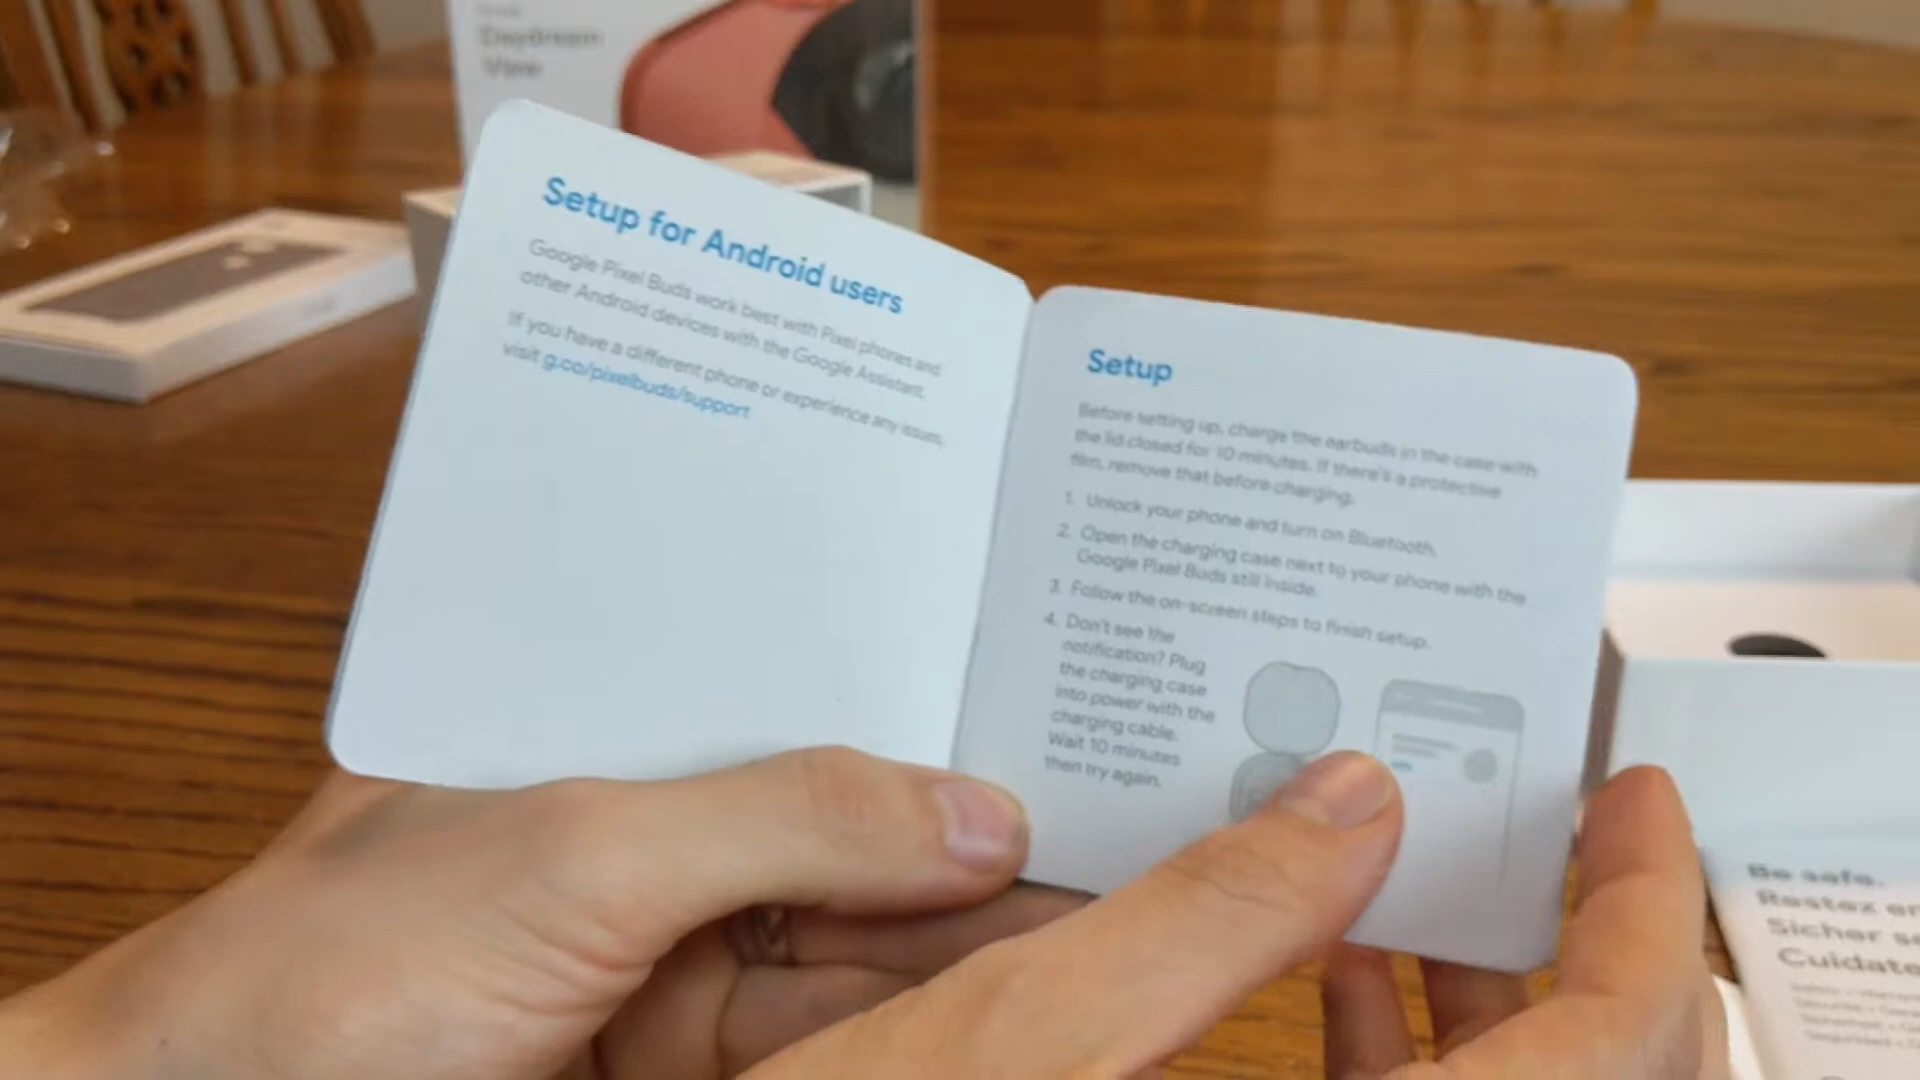 Daydream
View
Setup for Android users
Google Pixel Buds work best with Pixel phones and
other Android devices with the Google Assistant.
If you have a different phone or experience any issues,
visit g.co/pixelbuds/support
Setup
Before setting up, charge the earbuds in the case with
the lid closed for 10 minutes. If there's a protective
film, remove that before charging.
1. Unlock your phone and turn on Bluetooth.
2. Open the charging case next to your phone with the
Google Pixel Buds still inside.
3. Follow the on-screen steps to finish setup.
4. Don't see the
notification? Plug
the charging case
into power with the
charging cable.
Wait 10 minutes
then try again.
Be safe.
Restez en
Sicher se
Cuidate